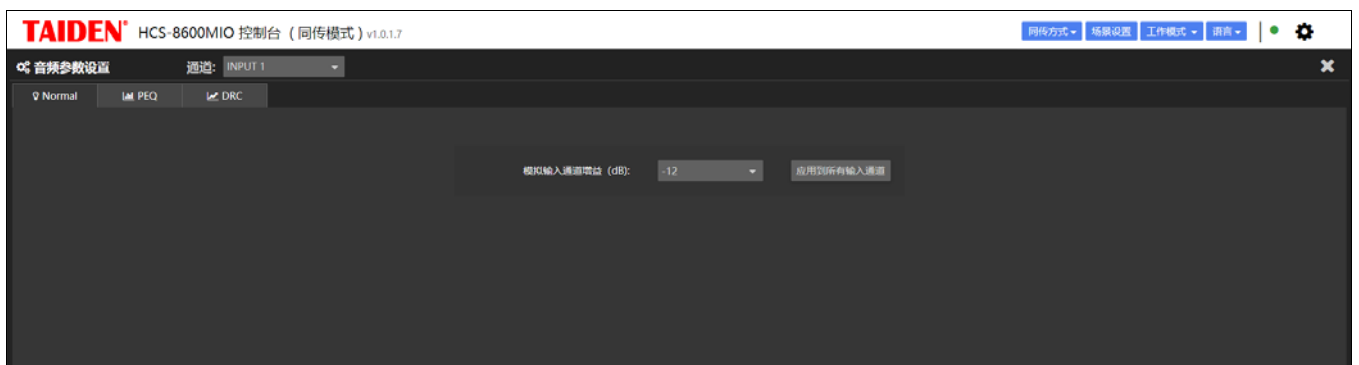 TAIDEN® HCS-8600MIO 控制台 ( 同传模式 ) v1.0.1.7 同传方式 场景设置 工作模式 语言
音频参数设置 通道: INPUT 1
Normal PEQ DRC
模拟输入通道增益 (dB): -12 应用到所有输入通道